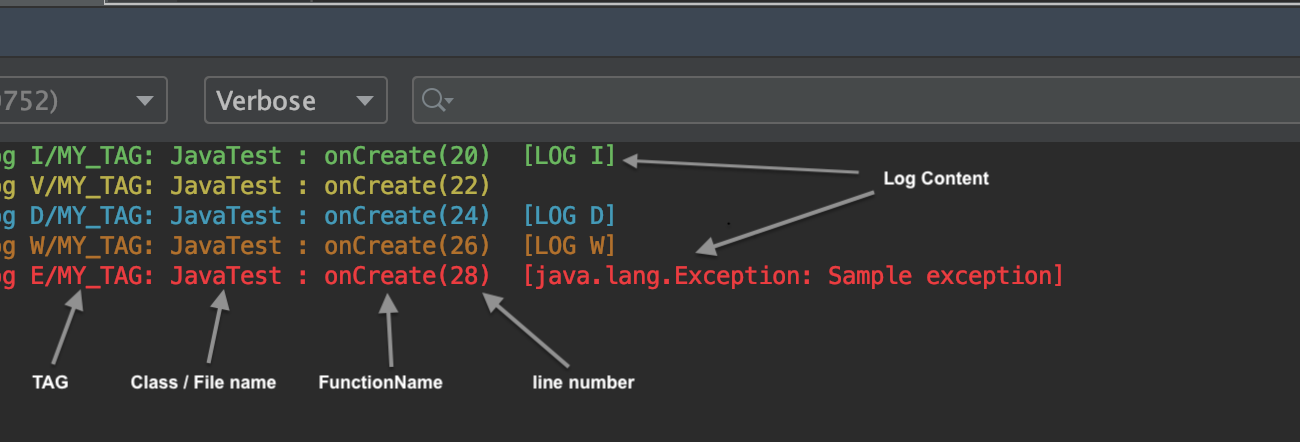 0752)
Verbose
og I/MY_TAG: JavaTest : onCreate(20) [LOG I]
Log Content
og V/MY_TAG: JavaTest : onCreate(22)
og D/MY_TAG: JavaTest : onCreate(24) [LOG D]
og W/MY_TAG: JavaTest : onCreate(26) [LOG W]
og E/MY_TAG: JavaTest : onCreate(28) [java.lang.Exception: Sample exception]
TAG
Class / File name
FunctionName
line number